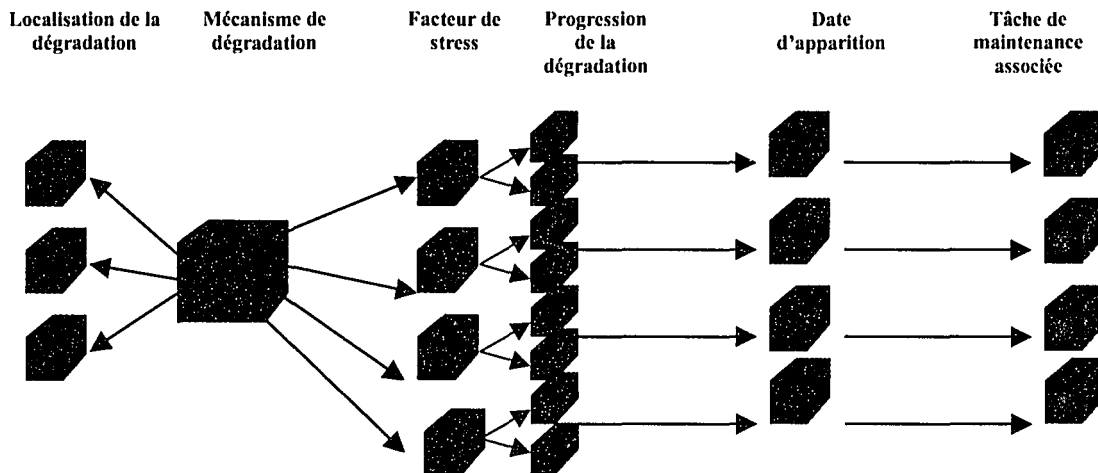 Localisation de la
dégradation
Mécanisme de
dégradation
Facteur de
stress
Progression
de la
dégradation
Date
d'apparition
Tâche de
maintenance
associée